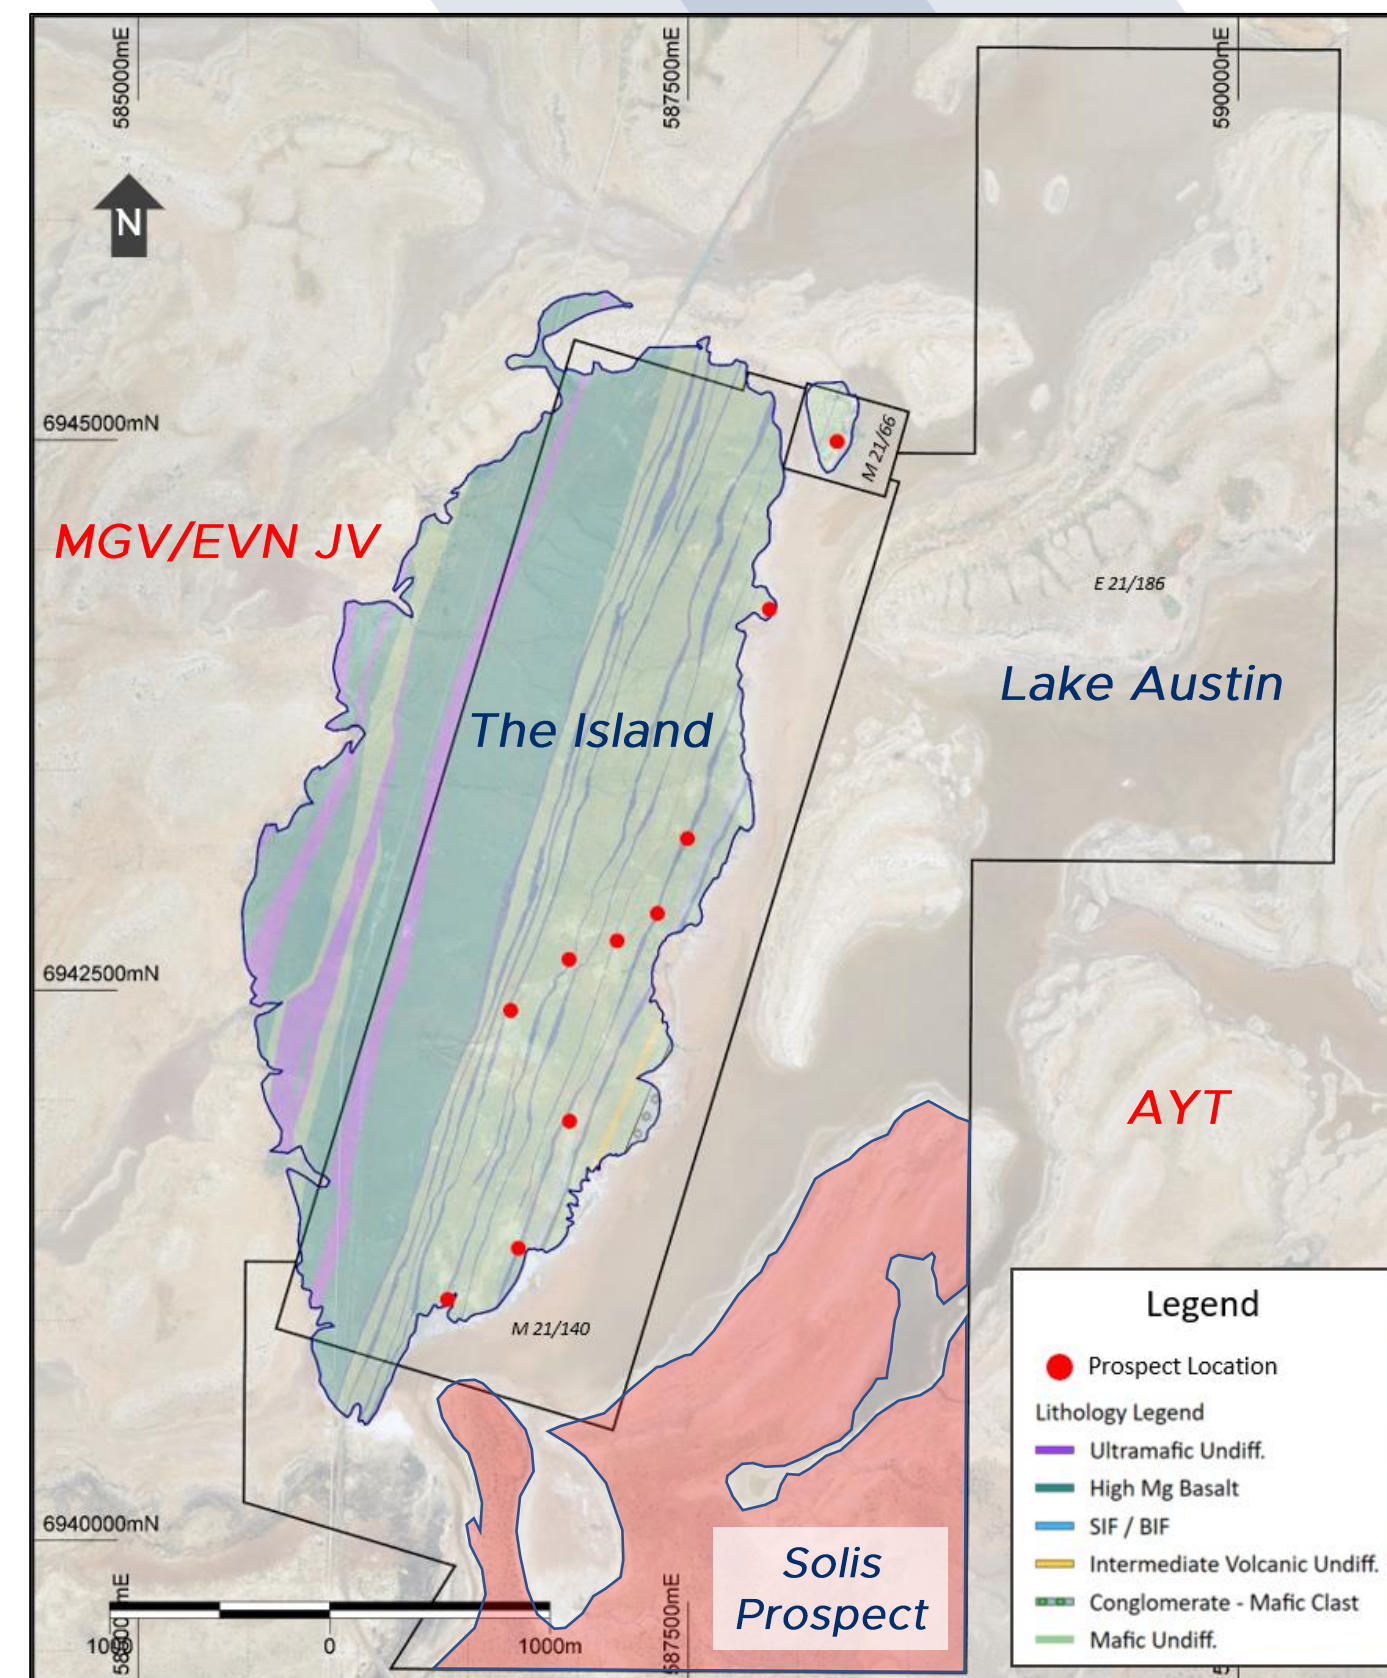 585000mE
587500mE
590000mE
N
6945000mN
M 21/66
MGV/EVN JV
E 21/186
Lake Austin
The Island
6942500mN
AYT
M 21/140
Legend
Prospect Location
Lithology Legend
Ultramafic Undiff.
High Mg Basalt
SIF / BIF
Intermediate Volcanic Undiff.
Conglomerate - Mafic Clast
Mafic Undiff.
6940000mN
Solis
Prospect
0
1000m
587500mE